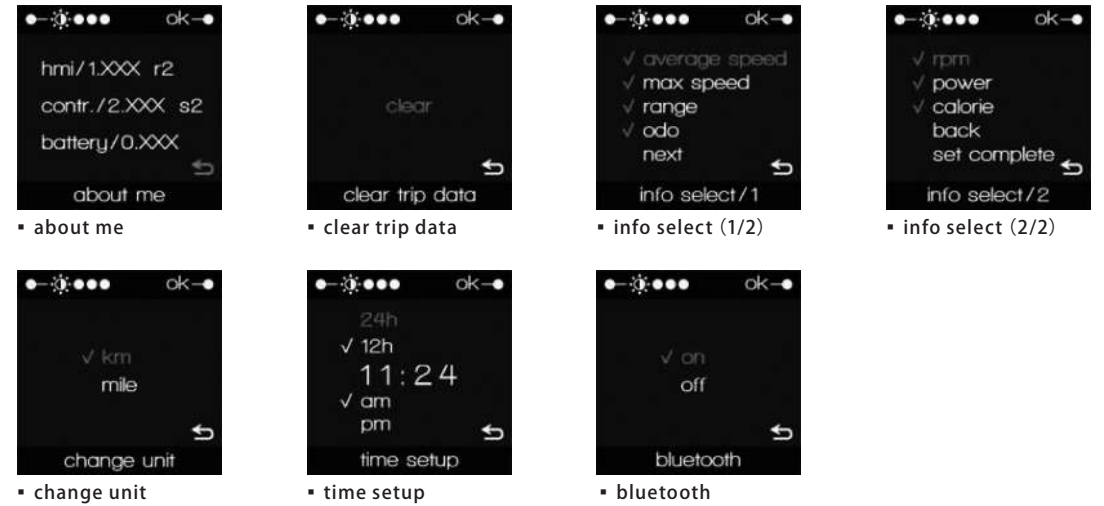 ok
hmi/1.XXX r2
contr./2.XXX s2
battery/0.XXX
about me
▪ about me
ok
clear
clear trip data
▪ clear trip data
ok
√ average speed
√ max speed
√ range
√ odo
next
info select/1
▪ info select (1/2)
ok
√ rpm
√ power
√ calorie
back
set complete
info select/2
▪ info select (2/2)
ok
√ km
mile
change unit
▪ change unit
ok
24h
√ 12h
11:24
√ am
pm
time setup
▪ time setup
ok
√ on
off
bluetooth
▪ bluetooth